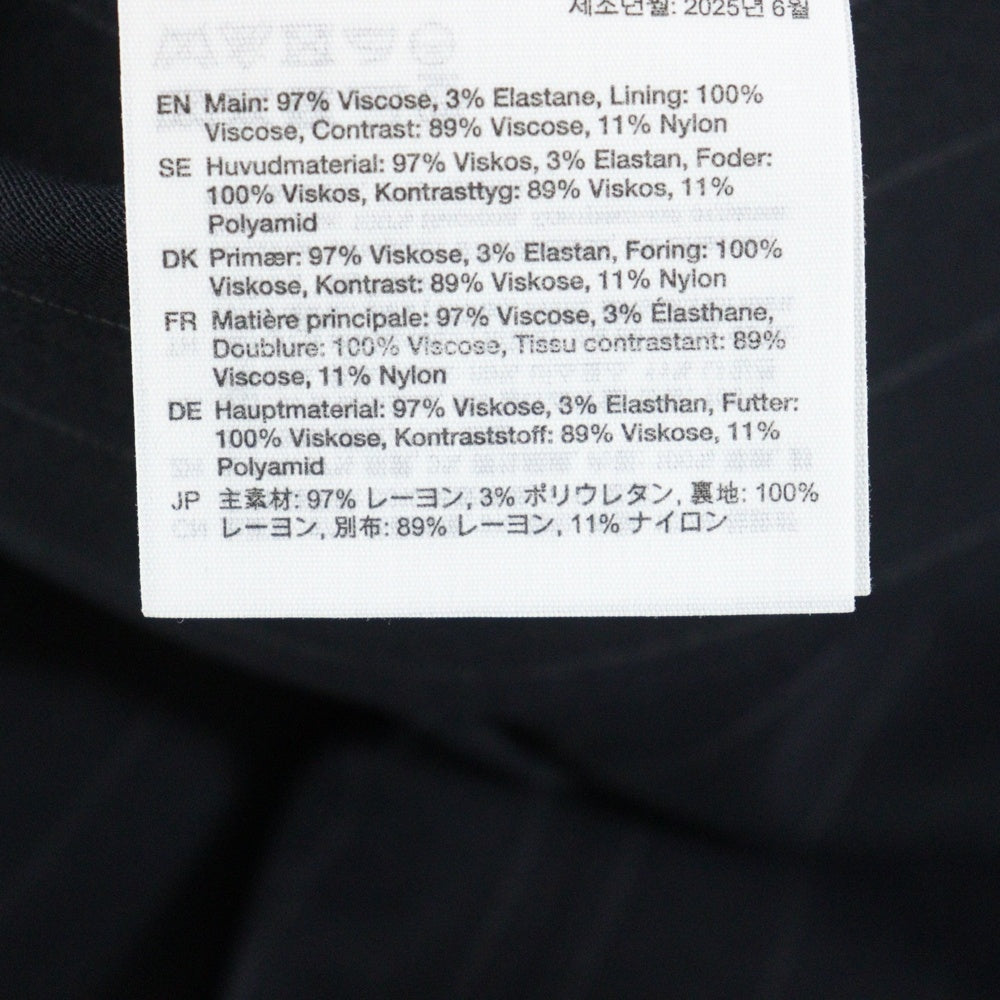 제조년월: 2025년 6월
EN Main: 97% Viscose, 3% Elastane, Lining: 100%
Viscose, Contrast: 89% Viscose, 11% Nylon
SE Huvudmaterial: 97% Viskos, 3% Elastan, Foder:
100% Viskos, Kontrasttyg: 89% Viskos, 11%
Polyamid
DK Primær: 97% Viskose, 3% Elastan, Foring: 100%
Viskose, Kontrast: 89% Viskose, 11% Nylon
FR Matière principale: 97% Viscose, 3% Élasthane,
Doublure: 100% Viscose, Tissu contrastant: 89%
Viscose, 11% Nylon
DE Hauptmaterial: 97% Viskose, 3% Elasthan, Futter:
100% Viskose, Kontraststoff: 89% Viskose, 11%
Polyamid
JP 主素材: 97% レーヨン, 3% ポリウレタン, 裏地: 100%
レーヨン, 別布: 89% レーヨン, 11% ナイロン